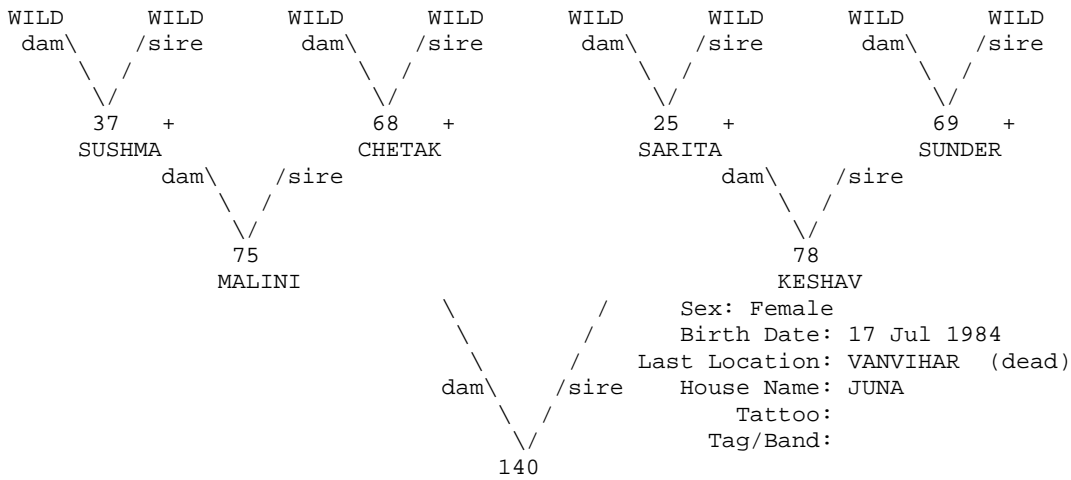 WILD WILD WILD WILD WILD WILD WILD WILD
dam\ /sire dam\ /sire dam\ /sire dam\ /sire
\ / \ / \ / \ /
\/ \/ \/ \/
37 + 68 + 25 + 69 +
SUSHMA CHETAK SARITA SUNDER
dam\ /sire dam\ /sire
\ / \ /
\/ \/
75 78
MALINI KESHAV
\ / Sex: Female
\ / Birth Date: 17 Jul 1984
\ / Last Location: VANVIHAR (dead)
dam\ /sire House Name: JUNA
\ / Tattoo:
\/ Tag/Band:
140